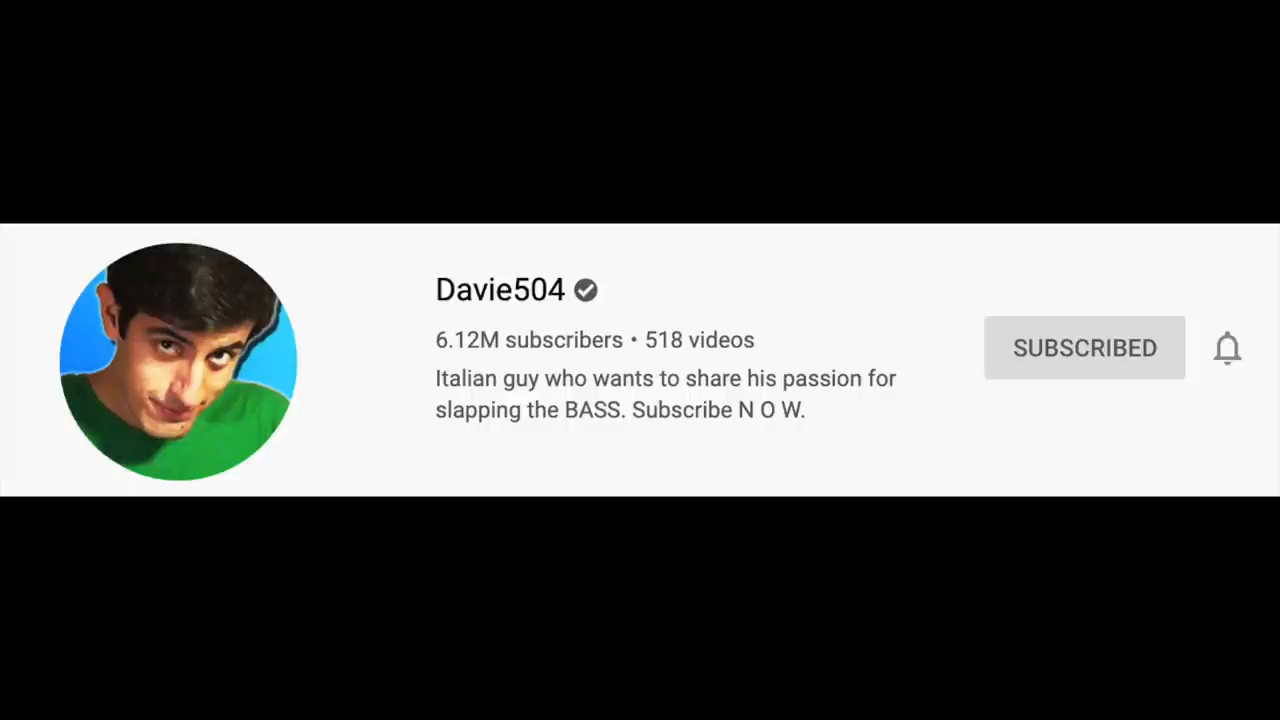 Davie504
6.12M subscribers • 518 videos
Italian guy who wants to share his passion for
slapping the BASS. Subscribe N O W.
SUBSCRIBED